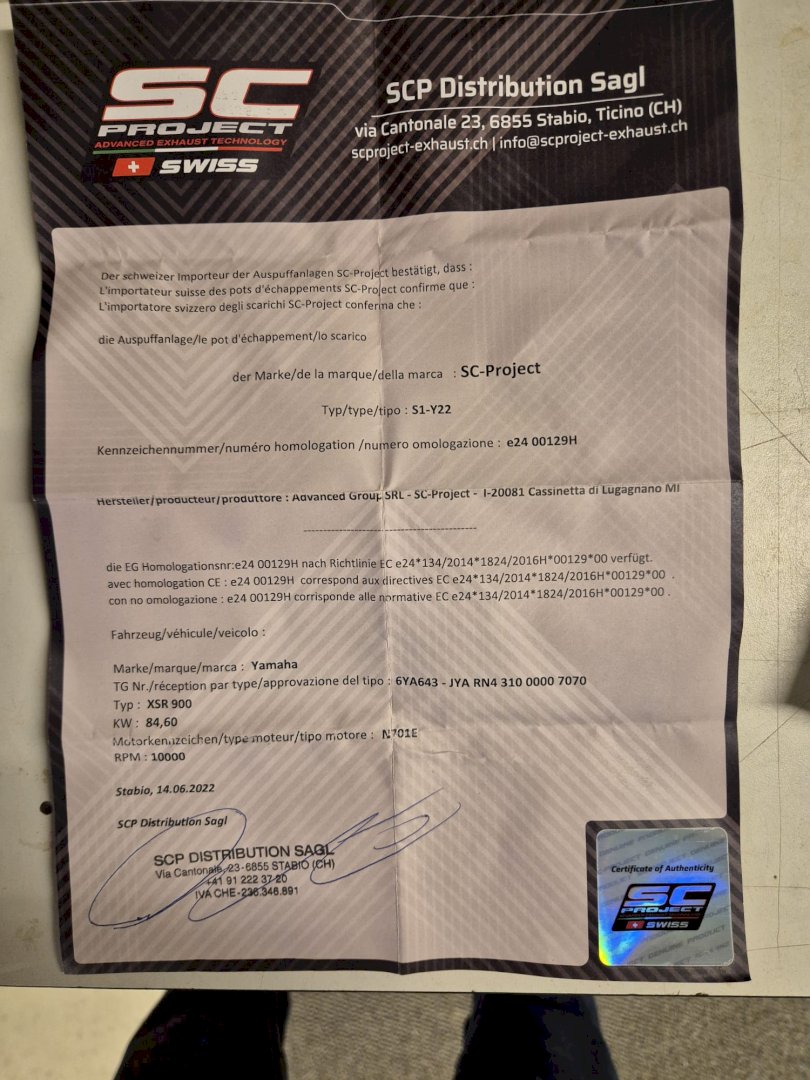 SC
PROJECT
ADVANCED EXHAUST TECHNOLOGY
SWISS
SCP Distribution Sagl
via Cantonale 23, 6855 Stabio, Ticino (CH)
scproject-exhaust.ch | info@scproject-exhaust.ch
Der schweizer Importeur der Auspuffanlagen SC-Project bestätigt, dass :
L'importateur suisse des pots d'échappements SC-Project confirme que :
L'importatore svizzero degli scarichi SC-Project conferma che :
die Auspuffanlage/le pot d'échappement/lo scarico
der Marke/de la marque/della marca : SC-Project
Typ/type/tipo : S1-Y22
Kennzeichennummer/numéro homologation /numero omologazione : e24 00129H
Hersteller/producteur/produttore : Advanced Group SRL - SC-Project - I-20081 Cassinetta di Lugagnano MI
die EG Homologationsnr:e24 00129H nach Richtlinie EC e24*134/2014*1824/2016H*00129*00 verfügt.
avec homologation CE : e24 00129H correspond aux directives EC e24*134/2014*1824/2016H*00129*00 .
con no omologazione : e24 00129H corrisponde alle normative EC e24*134/2014*1824/2016H*00129*00 .
Fahrzeug/véhicule/veicolo :
Marke/marque/marca : Yamaha
TG Nr./réception par type/approvazione del tipo : 6YA643 - JYA RN4 310 0000 7070
Typ : XSR 900
KW : 84,60
Motorkennzeichen/type moteur/tipo motore : N701E
RPM : 10000
Stabio, 14.06.2022
SCP Distribution Sagl
SCP DISTRIBUTION SAGL
Via Cantonale, 23-6855 STABIO (CH)
+41 91 222 37 20
IVA CHE-236.346.891
Certificate of Authenticity
SC
PROJECT
SWISS